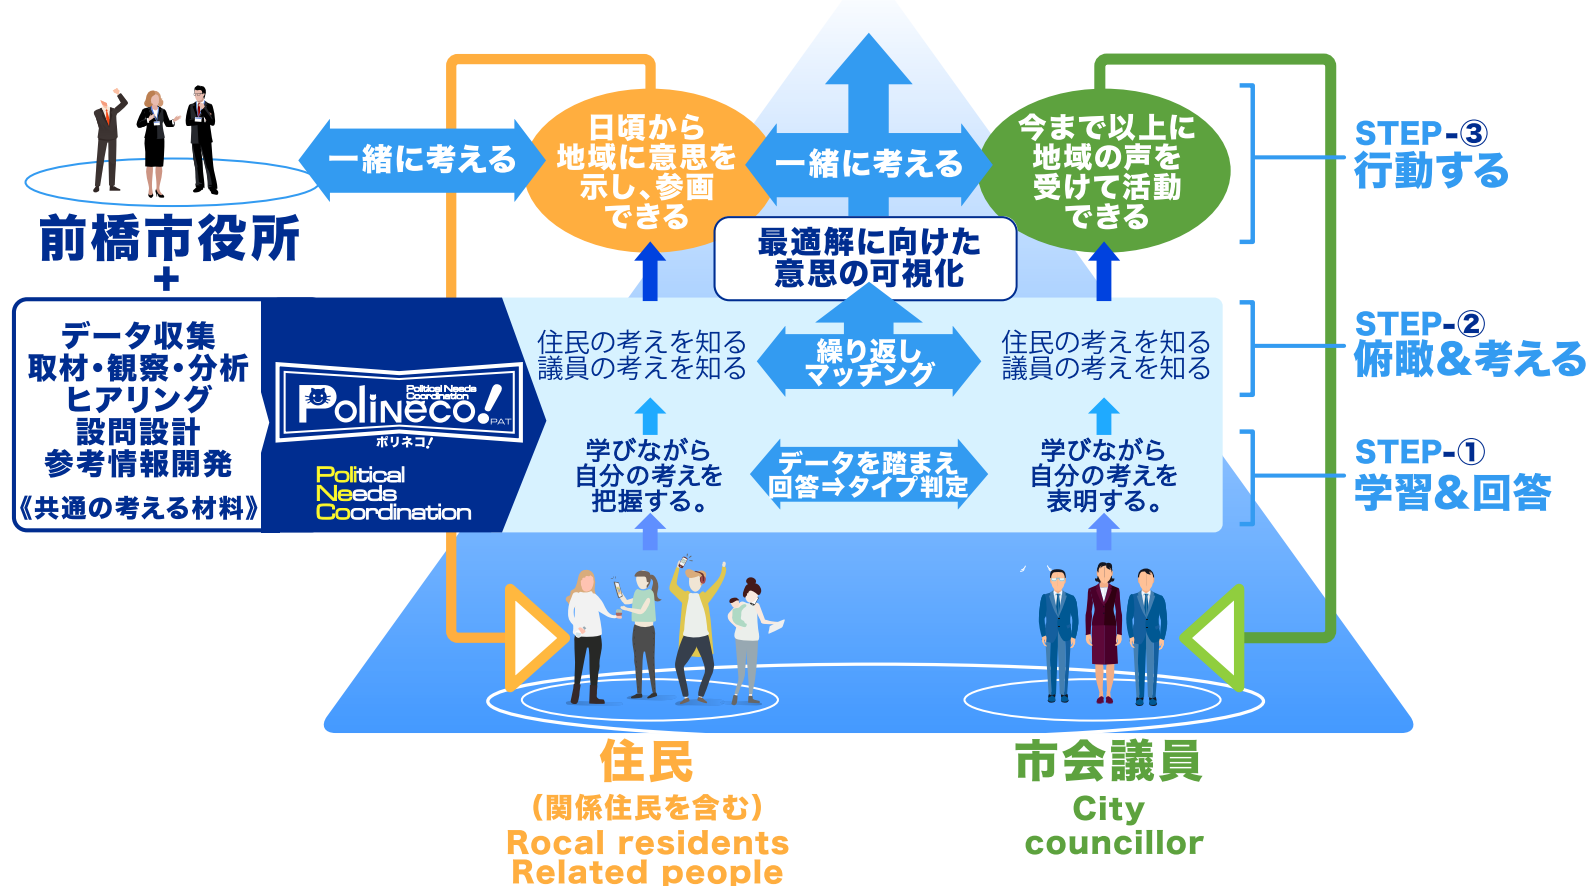 日頃から
地域に意思を
示し、参画
できる
今まで以上に
地域の声を
受けて活動
できる
一緒に考える
一緒に考える
STEP-③
行動する
前橋市役所
+
最適解に向けた
意思の可視化
データ収集
取材・観察・分析
ヒアリング
設問設計
参考情報開発
《共通の考える材料》
Political Needs
Coordination
PoliNeco!
PAT
ポリネコ!
Political
Needs
Coordination
住民の考えを知る
議員の考えを知る
繰り返し
マッチング
住民の考えを知る
議員の考えを知る
STEP-②
俯瞰&考える
学びながら
自分の考えを
把握する。
データを踏まえ
回答⇒タイプ判定
学びながら
自分の考えを
表明する。
STEP-①
学習&回答
住民
(関係住民を含む)
Rocal residents
Related people
市会議員
City
councillor